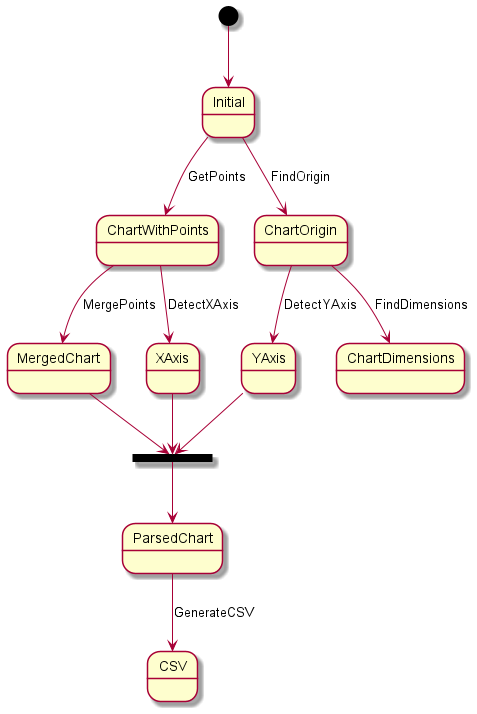 Initial
GetPoints
FindOrigin
ChartWithPoints
ChartOrigin
MergePoints
DetectXAxis
DetectYAxis
FindDimensions
MergedChart
XAxis
YAxis
ChartDimensions
ParsedChart
GenerateCSV
CSV